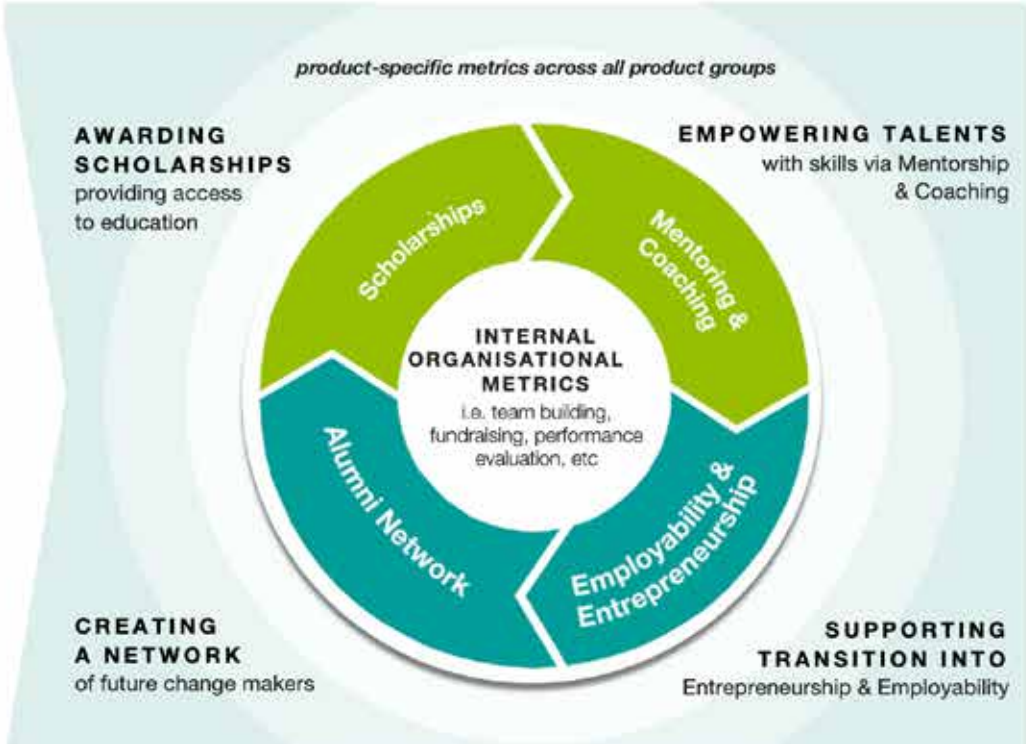 product-specific metrics across all product groups
AWARDING
SCHOLARSHIPS
providing access
to education
EMPOWERING TALENTS
with skills via Mentorship
& Coaching
Scholarships
Mentoring &
Coaching
INTERNAL
ORGANISATIONAL
METRICS
i.e. team building,
fundraising, performance
evaluation, etc
Alumni Network
Employability &
Entrepreneurship
CREATING
A NETWORK
of future change makers
SUPPORTING
TRANSITION INTO
Entrepreneurship & Employability